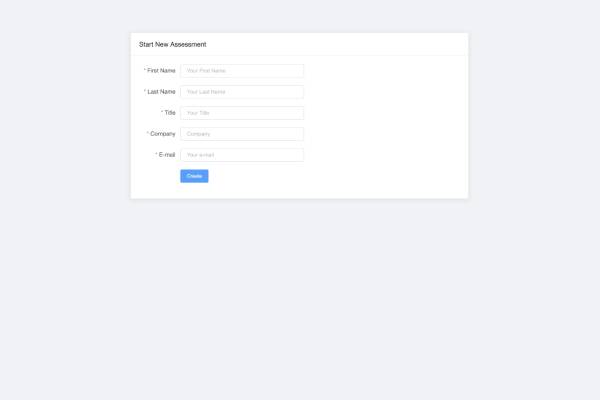 Start New Assessment
* First Name Your First Name
* Last Name Your Last Name
* Title Your Title
* Company Company
* E-mail Your e-mail
Create